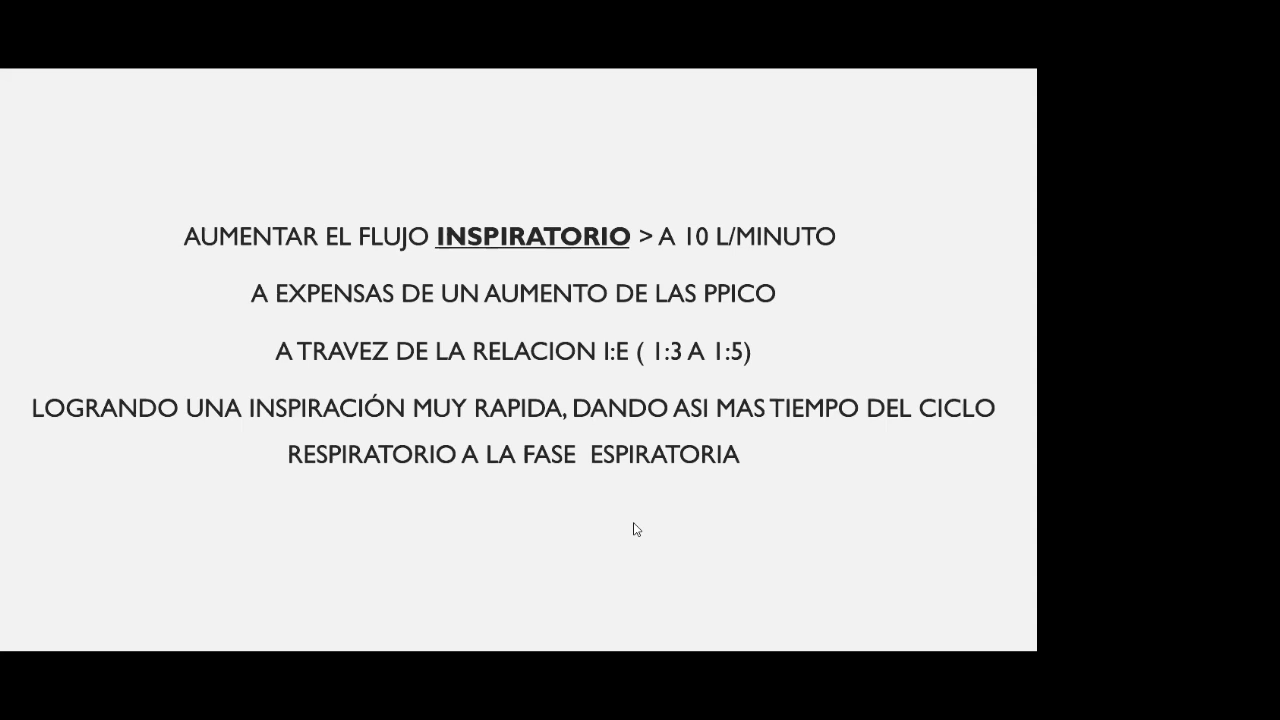 AUMENTAR EL FLUJO INSPIRATORIO > A 10 L/MINUTO
A EXPENSAS DE UN AUMENTO DE LAS PPICO
A TRAVEZ DE LA RELACION I:E ( 1:3 A 1:5)
LOGRANDO UNA INSPIRACIÓN MUY RAPIDA, DANDO ASI MAS TIEMPO DEL CICLO
RESPIRATORIO A LA FASE  ESPIRATORIA